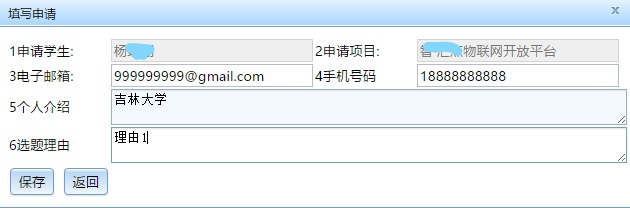 填写申请 x
1申请学生: 杨 2申请项目: 物联网开放平台
3电子邮箱: 999999999@gmail.com 4手机号码 18888888888
5个人介绍 吉林大学
6选题理由 理由1
保存 返回